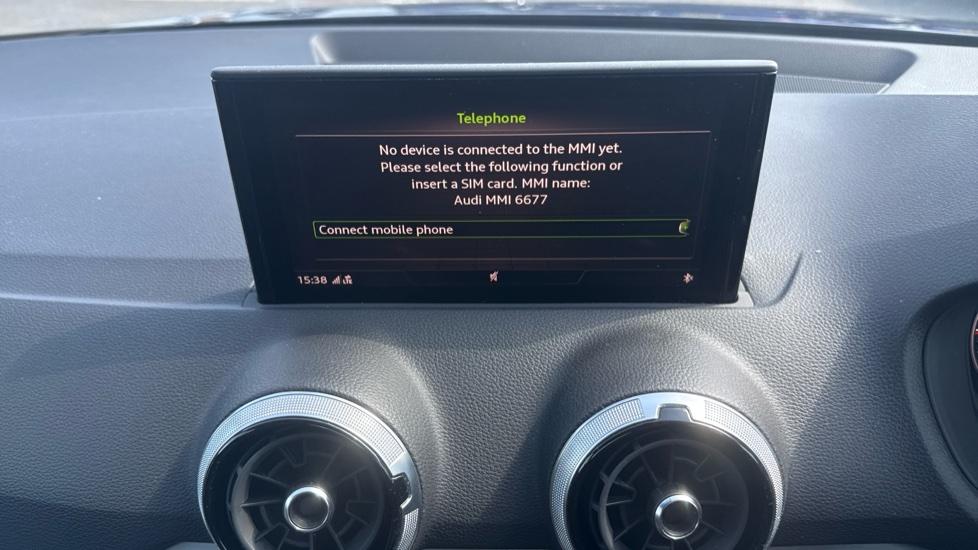 Telephone
No device is connected to the MMI yet.
Please select the following function or
insert a SIM card. MMI name:
Audi MMI 6677
Connect mobile phone
15:38 LTE